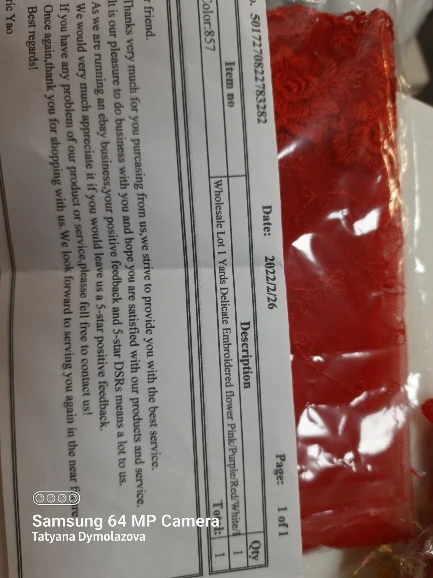 . 5017270822783282 Date: 2022/2/26 Page: 1 of 1
Item no Description Qty
Wholesale Lot 1 Yards Delicate Embroidered flower Pink/Purple/Red/White/ 1
Color:857 Total: 1
r friend.
Thanks very much for you purcasing from us,we strive to provide you with the best service.
It is our pleasure to do business with you and hope you are satisfied with our products and service.
As we are running an ebay business,your positive feedback and 5-star DSRs means a lot to us.
We would very much appreciate it if you would leave us a 5-star positive feedback.
If you have any problem of our product or service,pleasse fell free to contact us!
Once again,thank you for shopping with us.We look forward to serving you again in the near
Best regards!
ric Yao
Samsung 64 MP Camera
Tatyana Dymolazova